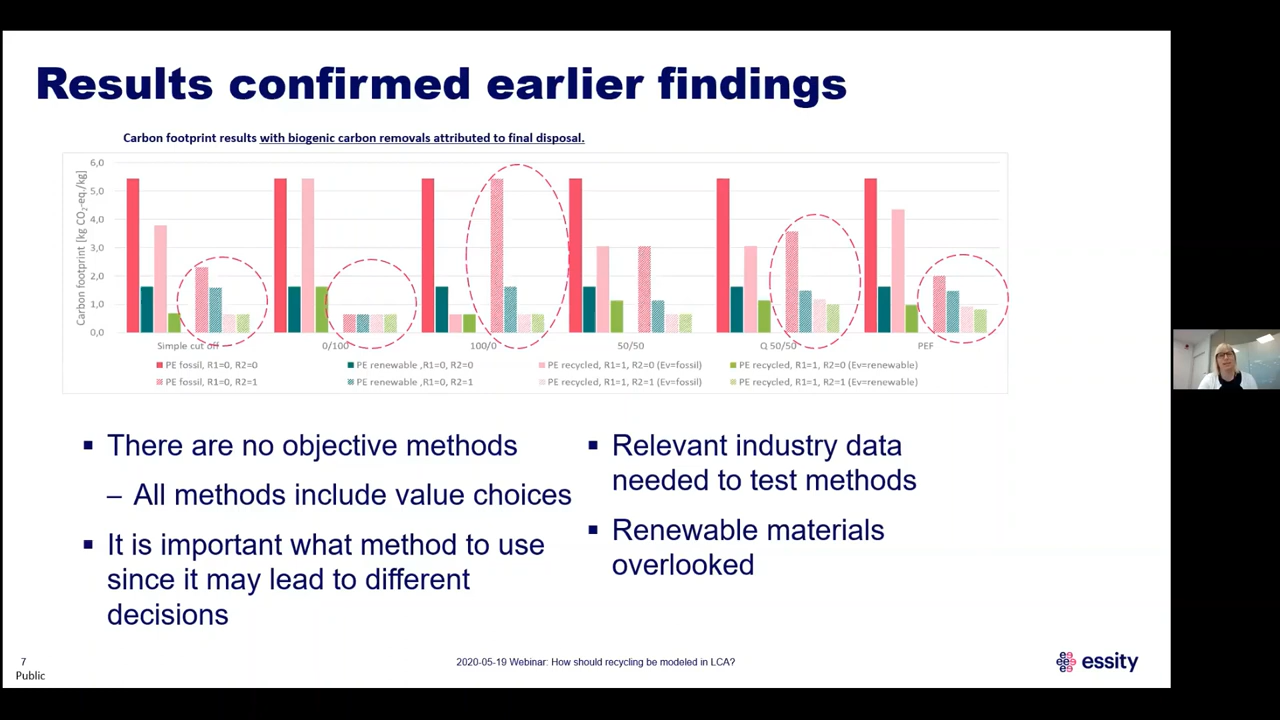 Results confirmed earlier findings
Carbon footprint results with biogenic carbon removals attributed to final disposal.
Carbon footprint [kg CO₂-eq./kg]
6,0
5,0
4,0
3,0
2,0
1,0
0,0
Simple cut off
0/100
100/0
50/50
Q 50/50
PEF
PE fossil, R1=0, R2=0
PE renewable ,R1=0, R2=0
PE recycled, R1=1, R2=0 (Ev=fossil)
PE recycled, R1=1, R2=0 (Ev=renewable)
PE fossil, R1=0, R2=1
PE renewable ,R1=0, R2=1
PE recycled, R1=1, R2=1 (Ev=fossil)
PE recycled, R1=1, R2=1 (Ev=renewable)
▪ There are no objective methods
– All methods include value choices
▪ It is important what method to use
since it may lead to different
decisions
▪ Relevant industry data
needed to test methods
▪ Renewable materials
overlooked
7
Public
2020-05-19 Webinar: How should recycling be modeled in LCA?
essity